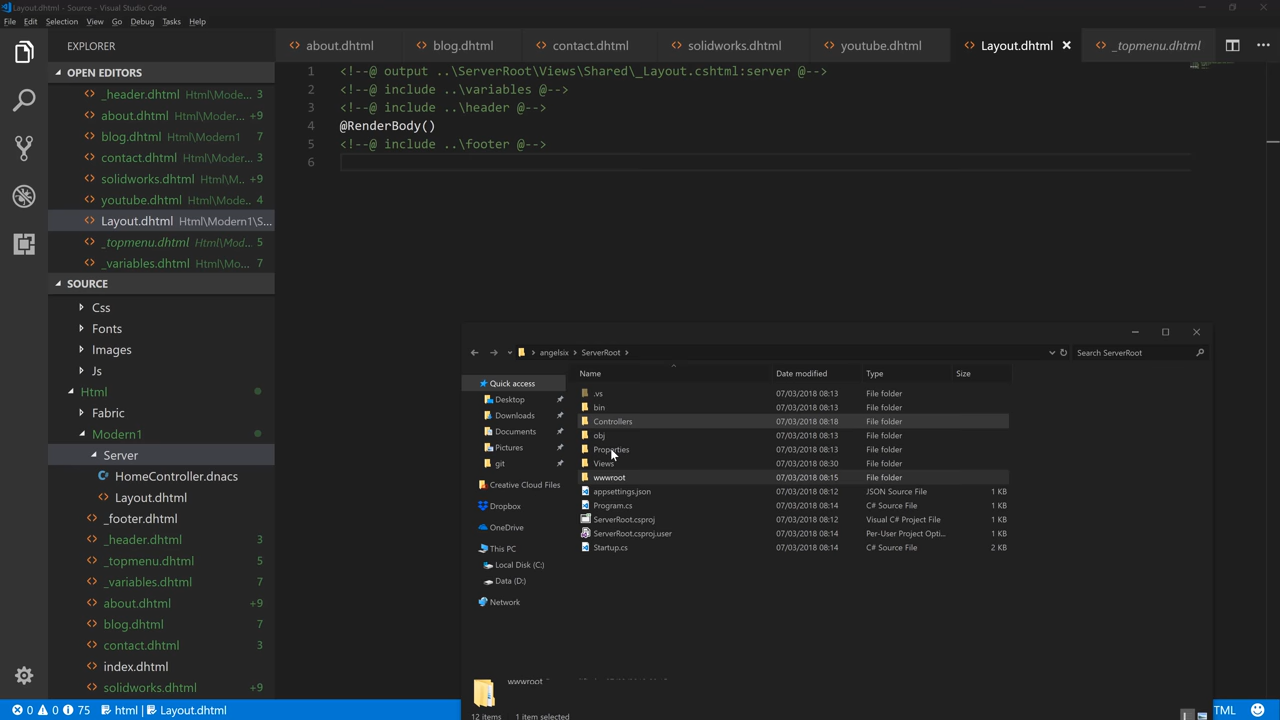 Layout.dhtml - Source - Visual Studio Code
File Edit Selection View Go Debug Tasks Help
EXPLORER
OPEN EDITORS
_header.dhtml Html\Mode... 3
about.dhtml Html\Moder... +9
blog.dhtml Html\Modern1 7
contact.dhtml Html\Mode... 3
solidworks.dhtml Html\M... +9
youtube.dhtml Html\Mode... 4
Layout.dhtml Html\Modern1\S...
_topmenu.dhtml Html\Mod... 5
_variables.dhtml Html\Mo... 7
SOURCE
Css
Fonts
Images
Js
Html
Fabric
Modern1
Server
HomeController.dnacs
Layout.dhtml
_footer.dhtml
_header.dhtml 3
_topmenu.dhtml 5
_variables.dhtml 7
about.dhtml +9
blog.dhtml 7
contact.dhtml 3
index.dhtml
solidworks.dhtml +9
about.dhtml blog.dhtml contact.dhtml solidworks.dhtml youtube.dhtml Layout.dhtml _topmenu.dhtml
1 <!--@ output ..\ServerRoot\Views\Shared\_Layout.cshtml:server @-->
2 <!--@ include ..\variables @-->
3 <!--@ include ..\header @-->
4 @RenderBody()
5 <!--@ include ..\footer @-->
6
angelsix ServerRoot Search ServerRoot
Quick access
Desktop
Downloads
Documents
Pictures
git
Creative Cloud Files
Dropbox
OneDrive
This PC
Local Disk (C:)
Data (D:)
Network
Name Date modified Type Size
.vs 07/03/2018 08:13 File folder
bin 07/03/2018 08:13 File folder
Controllers 07/03/2018 08:18 File folder
obj 07/03/2018 08:13 File folder
Properties 07/03/2018 08:13 File folder
Views 07/03/2018 08:30 File folder
wwwroot 07/03/2018 08:15 File folder
appsettings.json 07/03/2018 08:12 JSON Source File 1 KB
Program.cs 07/03/2018 08:14 C# Source File 1 KB
ServerRoot.csproj 07/03/2018 08:12 Visual C# Project File 1 KB
ServerRoot.csproj.user 07/03/2018 08:14 Per-User Project Opti... 1 KB
Startup.cs 07/03/2018 08:14 C# Source File 2 KB
wwwroot
12 items 1 item selected
0 0 75 html Layout.dhtml TML